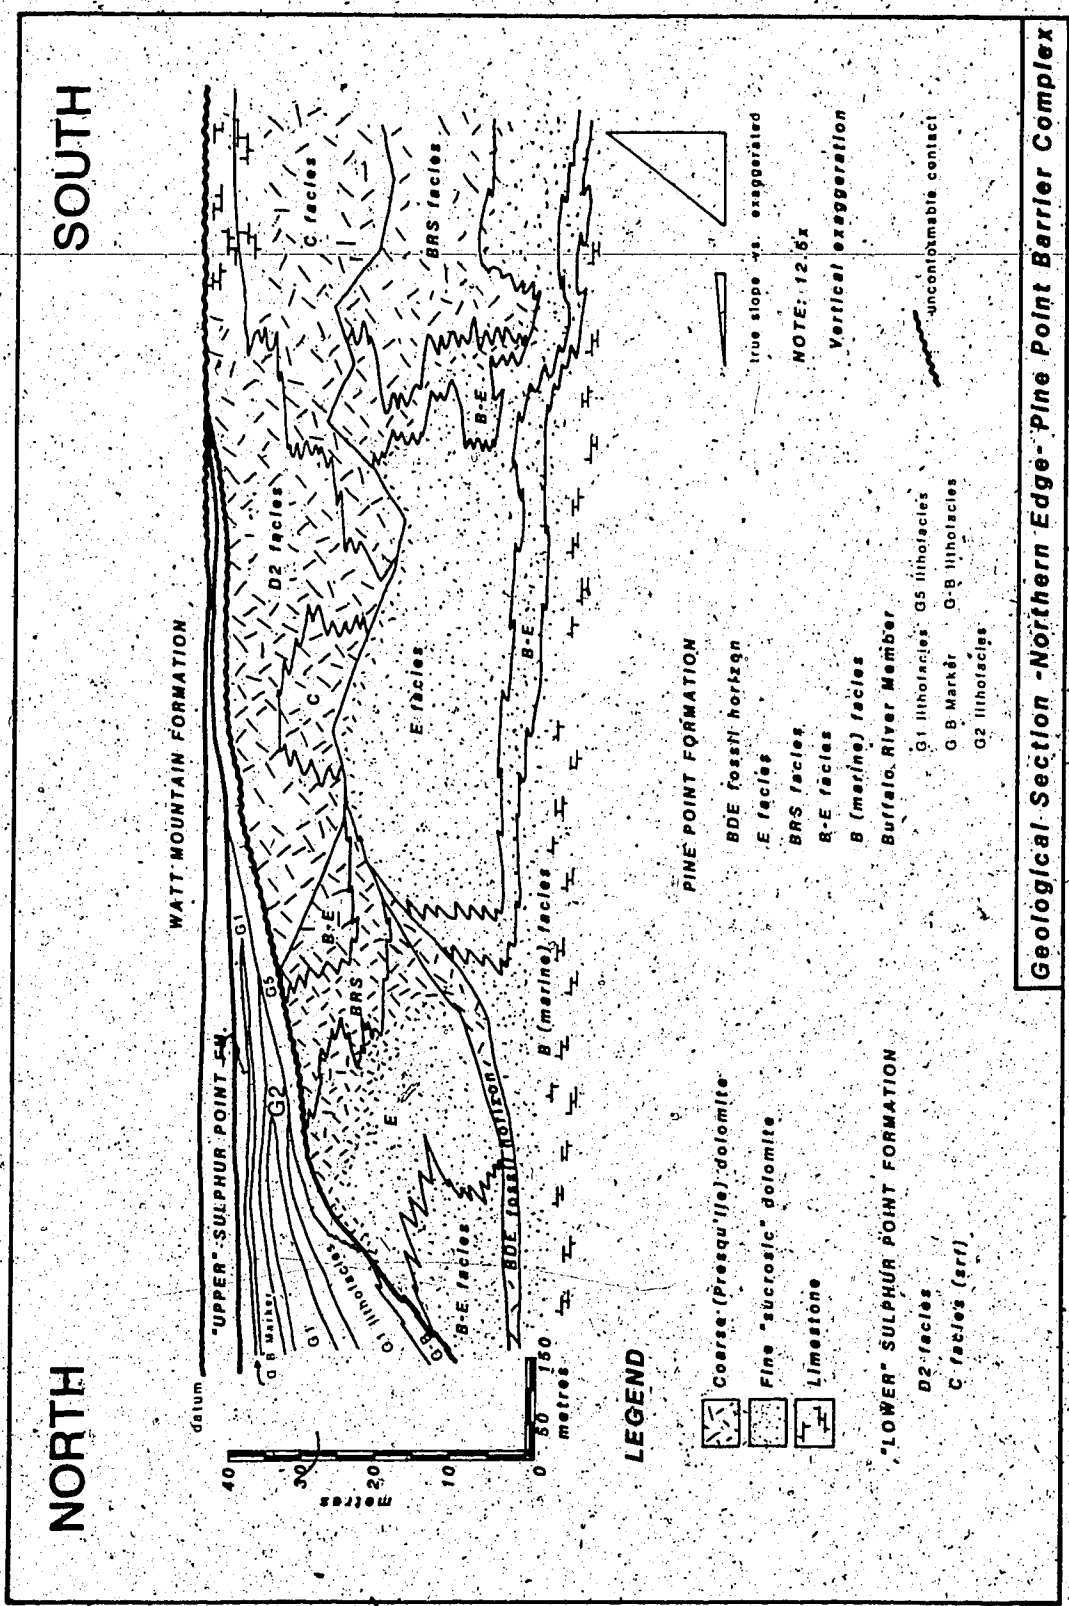 NORTH
SOUTH
WATT MOUNTAIN FORMATION
datum
"UPPER" SULPHUR POINT FM.
G1
G5
G2
G B Marker
G1
G1 lithofacies
G-B
D2 facies
C facies
C
BRS facies
B-E
BRS
B-E
E
E facies
B-E
B-E facies
BDE fossil horizon
B (marine) facies
40
30
20
10
0
metres
50
150
metres
LEGEND
Coarse (Presqu'ile) dolomite
Fine "sucrosic" dolomite
Limestone
"LOWER" SULPHUR POINT FORMATION
D2 facies
C facies (srf)
PINE POINT FORMATION
BDE fossil horizon
E facies
BRS facies
B-E facies
B (marine) facies
Buffalo River Member
G1 lithofacies G5 lithofacies
G B Marker G-B lithofacies
G2 lithofacies
true slope vs. exaggerated
NOTE: 12.5x
Vertical exaggeration
unconformable contact
Geological Section -Northern Edge- Pine Point Barrier Complex